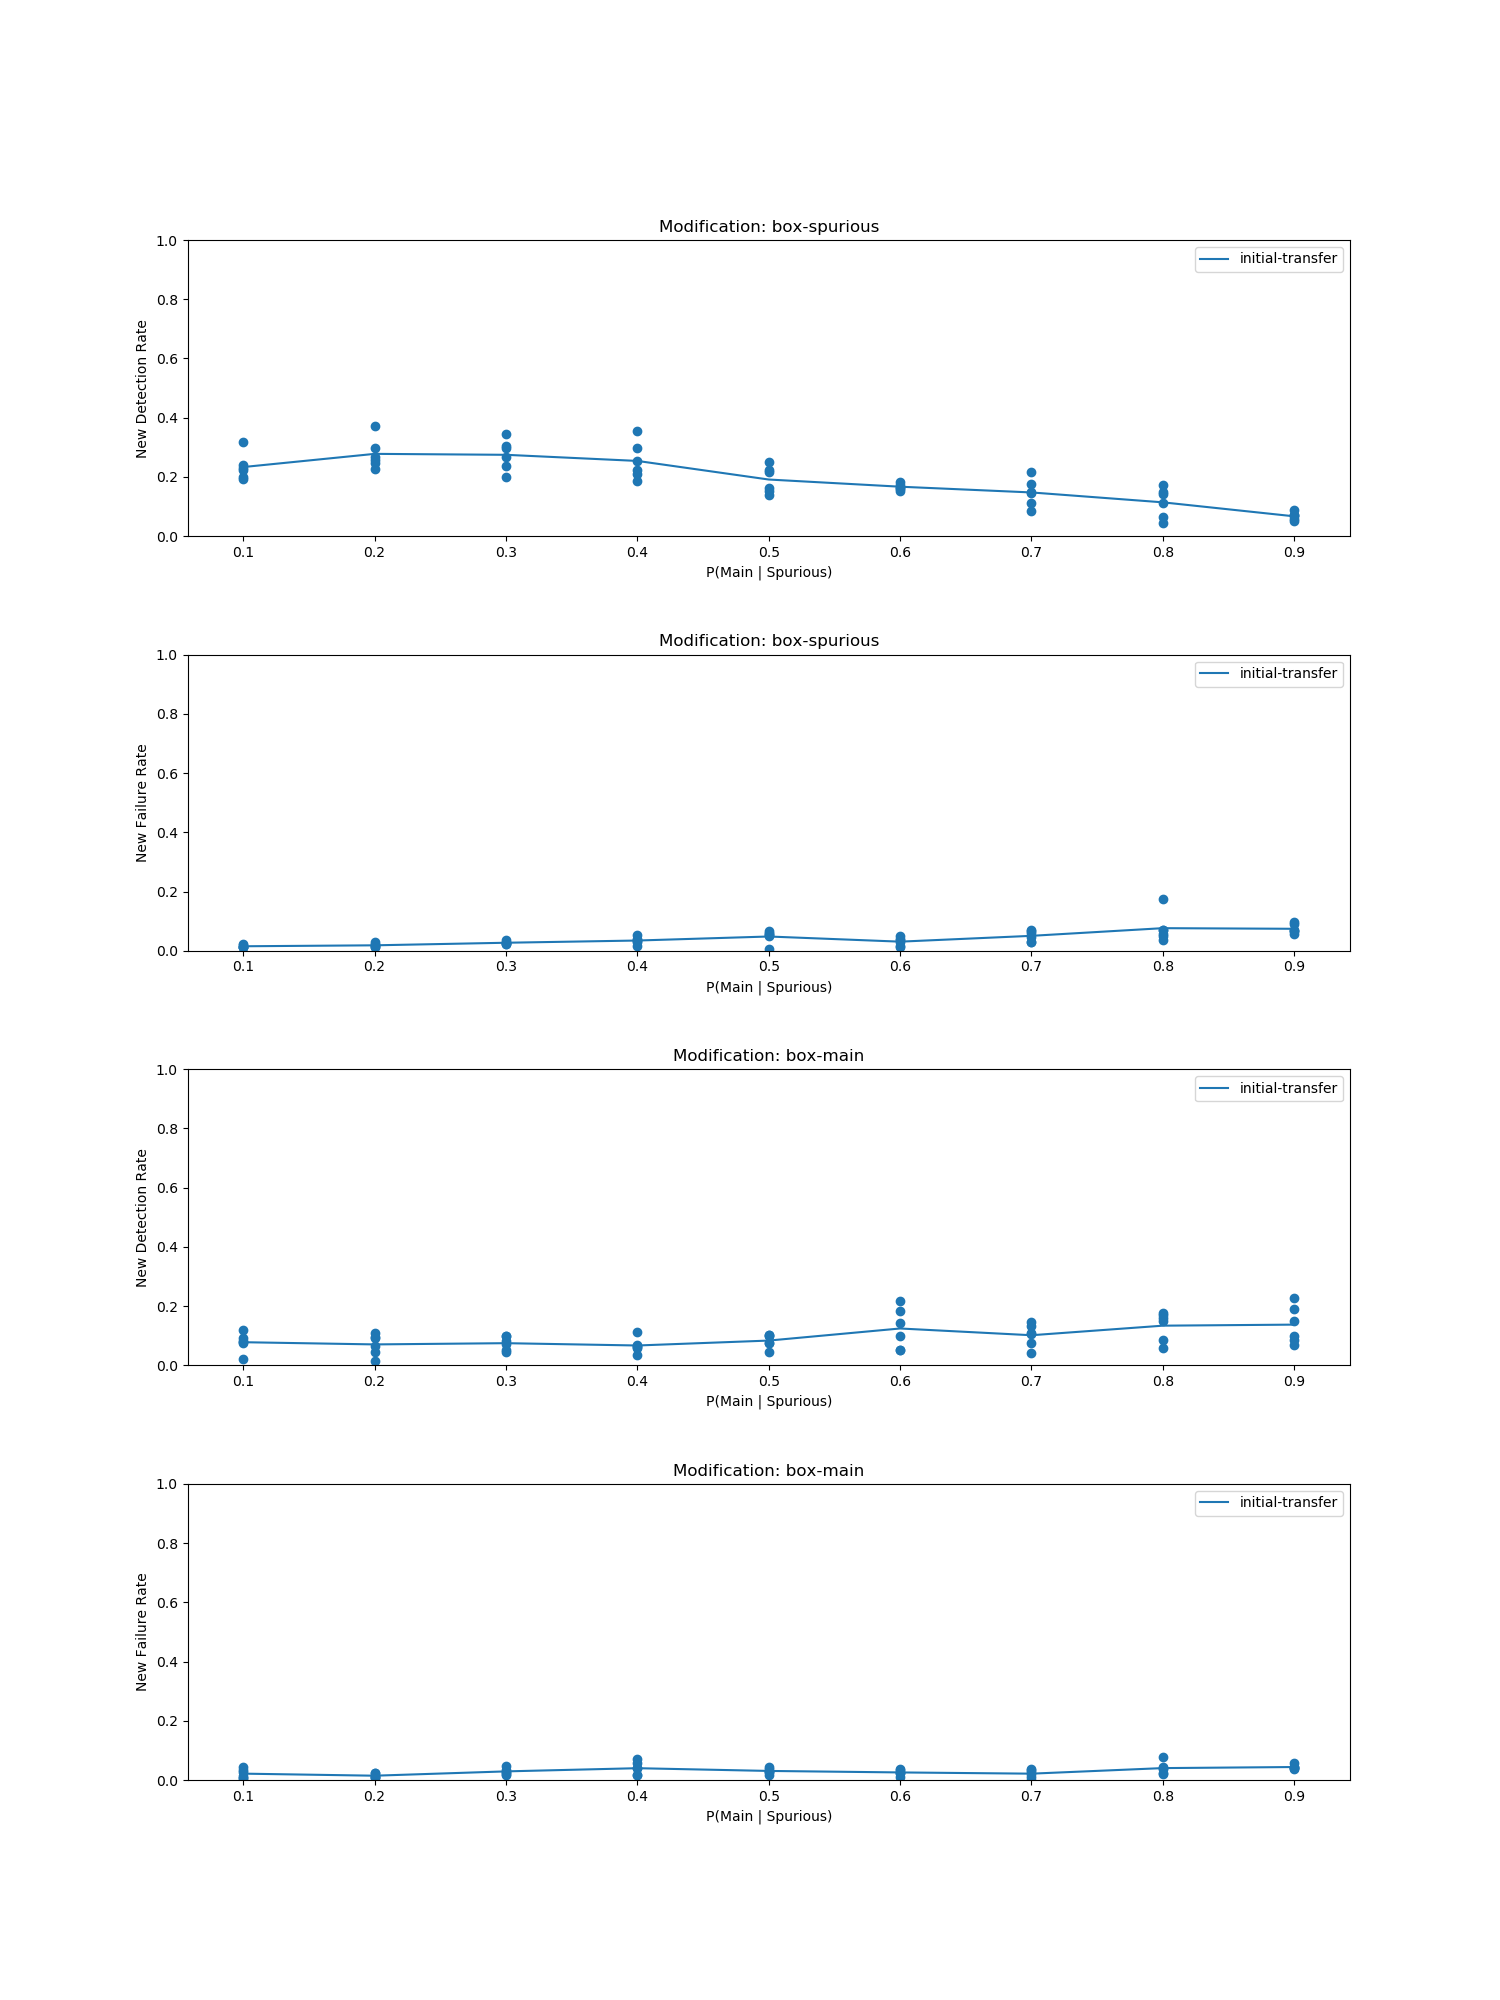 Modification: box-spurious
1.0
initial-transfer
0.8
0.6
New Detection Rate
0.4
0.2
0.0
0.1 0.2 0.3 0.4 0.5 0.6 0.7 0.8 0.9
P(Main | Spurious)
Modification: box-spurious
1.0
initial-transfer
0.8
0.6
New Failure Rate
0.4
0.2
0.0
0.1 0.2 0.3 0.4 0.5 0.6 0.7 0.8 0.9
P(Main | Spurious)
Modification: box-main
1.0
initial-transfer
0.8
0.6
New Detection Rate
0.4
0.2
0.0
0.1 0.2 0.3 0.4 0.5 0.6 0.7 0.8 0.9
P(Main | Spurious)
Modification: box-main
1.0
initial-transfer
0.8
0.6
New Failure Rate
0.4
0.2
0.0
0.1 0.2 0.3 0.4 0.5 0.6 0.7 0.8 0.9
P(Main | Spurious)